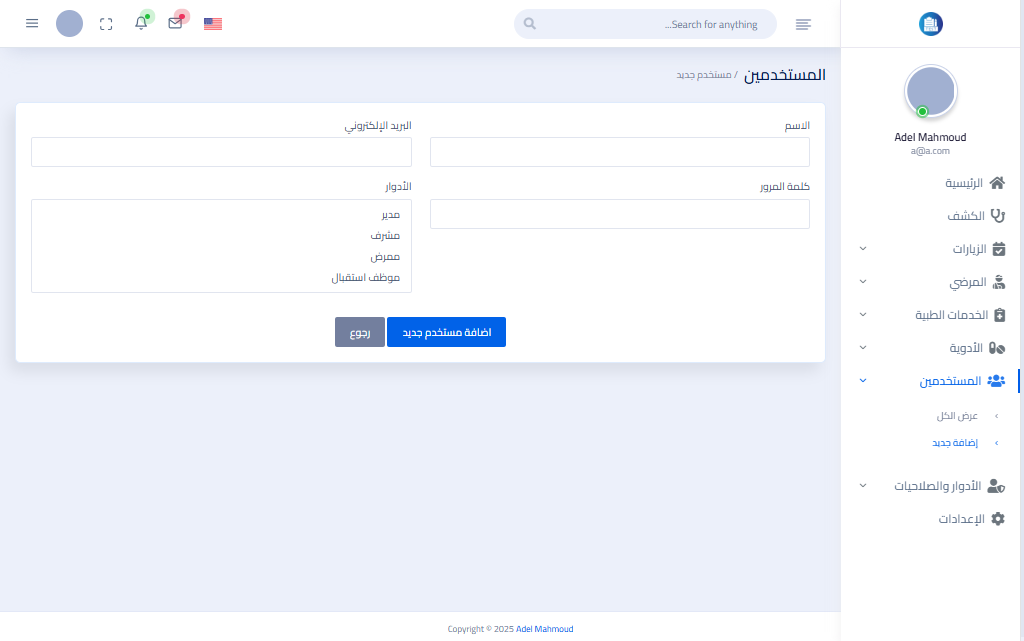 Search for anything...
Adel Mahmoud
a@a.com
الرئيسية
الكشف
الزيارات
المرضي
الخدمات الطبية
الأدوية
المستخدمين
عرض الكل
إضافة جديد
الأدوار والصلاحيات
الإعدادات
المستخدمين / مستخدم جديد
الاسم
البريد الإلكتروني
كلمة المرور
الأدوار
مدير
مشرف
ممرض
موظف استقبال
اضافة مستخدم جديد
رجوع
Copyright © 2025 Adel Mahmoud